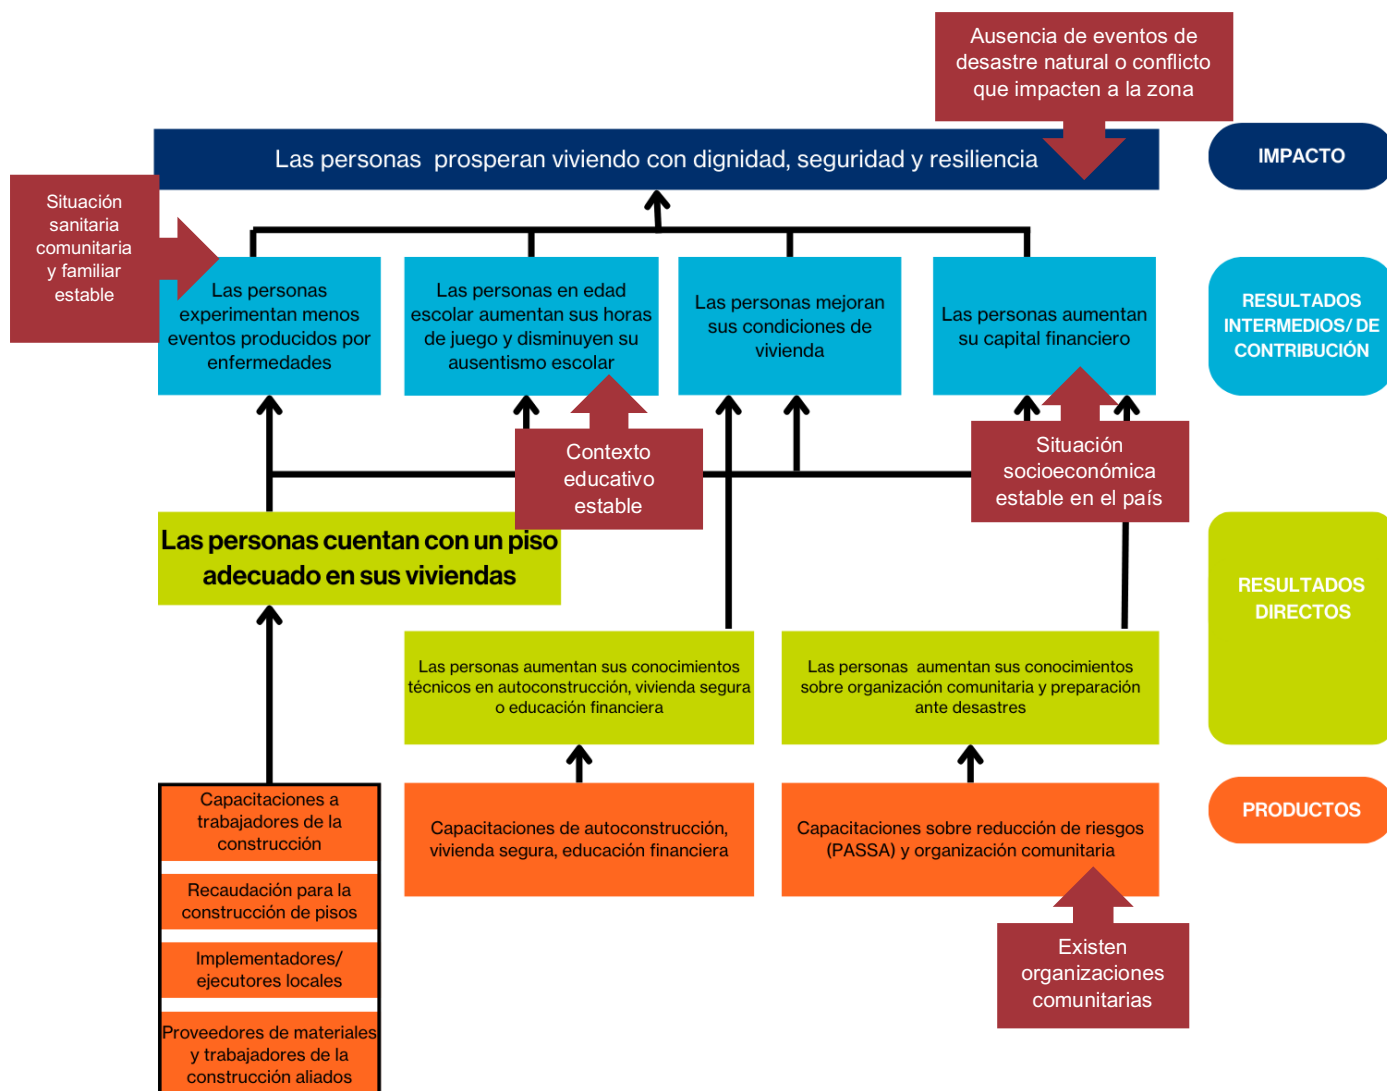 Ausencia de eventos de
desastre natural o conflicto
que impacten a la zona
Las personas prosperan viviendo con dignidad, seguridad y resiliencia
IMPACTO
Situación
sanitaria
comunitaria
y familiar
estable
Las personas
experimentan menos
eventos producidos por
enfermedades
Las personas en edad
escolar aumentan sus horas
de juego y disminuyen su
ausentismo escolar
Las personas mejoran
sus condiciones de
vivienda
Las personas aumentan
su capital financiero
RESULTADOS
INTERMEDIOS/ DE
CONTRIBUCIÓN
Contexto
educativo
estable
Situación
socioeconómica
estable en el país
Las personas cuentan con un piso
adecuado en sus viviendas
RESULTADOS
DIRECTOS
Las personas aumentan sus conocimientos
técnicos en autoconstrucción, vivienda segura
o educación financiera
Las personas aumentan sus conocimientos
sobre organización comunitaria y preparación
ante desastres
Capacitaciones a
trabajadores de la
construcción
Recaudación para la
construcción de pisos
Implementadores/
ejecutores locales
Proveedores de materiales
y trabajadores de la
construcción aliados
Capacitaciones de autoconstrucción,
vivienda segura, educación financiera
Capacitaciones sobre reducción de riesgos
(PASSA) y organización comunitaria
PRODUCTOS
Existen
organizaciones
comunitarias